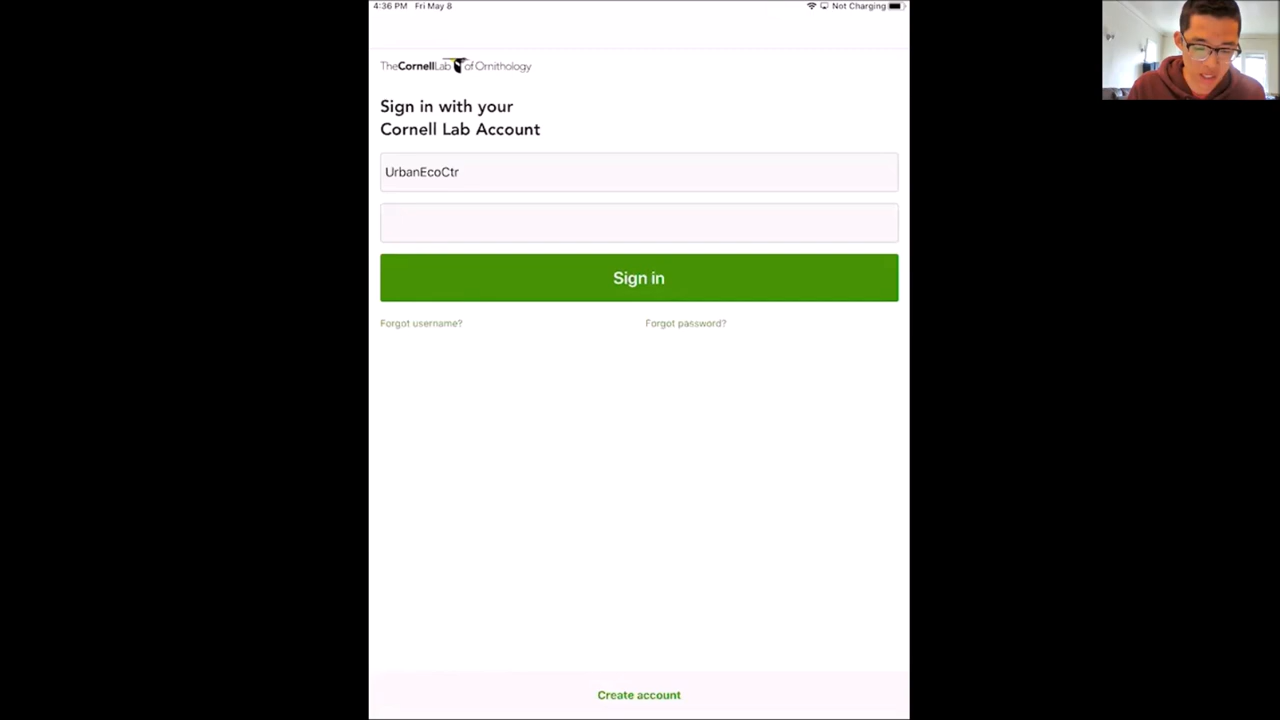 4:36 PM Fri May 8
Not Charging
TheCornellLab of Ornithology
Sign in with your
Cornell Lab Account
UrbanEcoCtr
Sign in
Forgot username?
Forgot password?
Create account